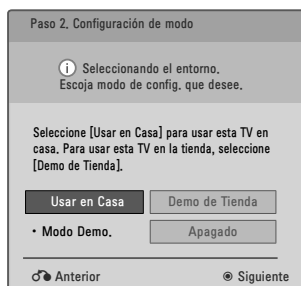 Paso 2. Configuración de modo
i Seleccionando el entorno.
Escoja modo de config. que desee.
Seleccione [Usar en Casa] para usar esta TV en
casa. Para usar esta TV en la tienda, seleccione
[Demo de Tienda].
Usar en Casa Demo de Tienda
• Modo Demo. Apagado
Anterior Siguiente